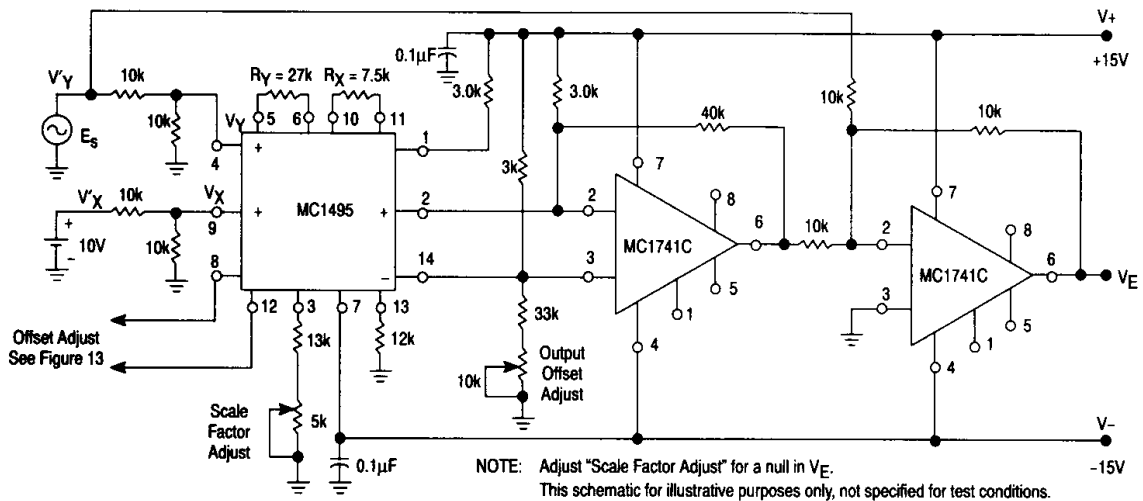 V+
+15V
0.1μF
V'Y
10k
RY = 27k
RX = 7.5k
3.0k
3.0k
10k
10k
ES
10k
VY
5
6
10
11
1
40k
3k
7
7
4
+
V'X
10k
VX
+
MC1495
+
2
2
8
6
10k
2
8
9
+
10V
-
10k
MC1741C
MC1741C
6
VE
8
-
14
3
5
3
5
12
3
7
13
1
1
33k
4
4
Offset Adjust
See Figure 13
13k
12k
Output
Offset
Adjust
10k
Scale
Factor
Adjust
5k
V–
–15V
0.1μF
NOTE: Adjust "Scale Factor Adjust" for a null in VE.
This schematic for illustrative purposes only, not specified for test conditions.